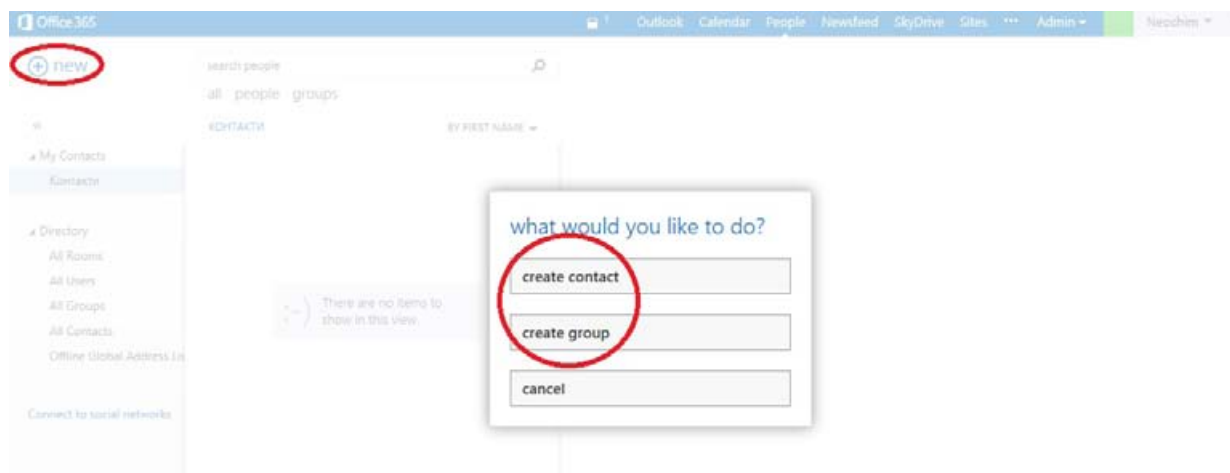 Office 365
1 Outlook Calendar People Newsfeed SkyDrive Sites ••• Admin
new
search people
all people groups
КОНТАКТИ BY FIRST NAME
«
My Contacts
Контакти
Directory
All Rooms
All Users
All Groups
All Contacts
Offline Global Address Lis
Connect to social networks
:-) There are no items to
show in this view.
what would you like to do?
create contact
create group
cancel